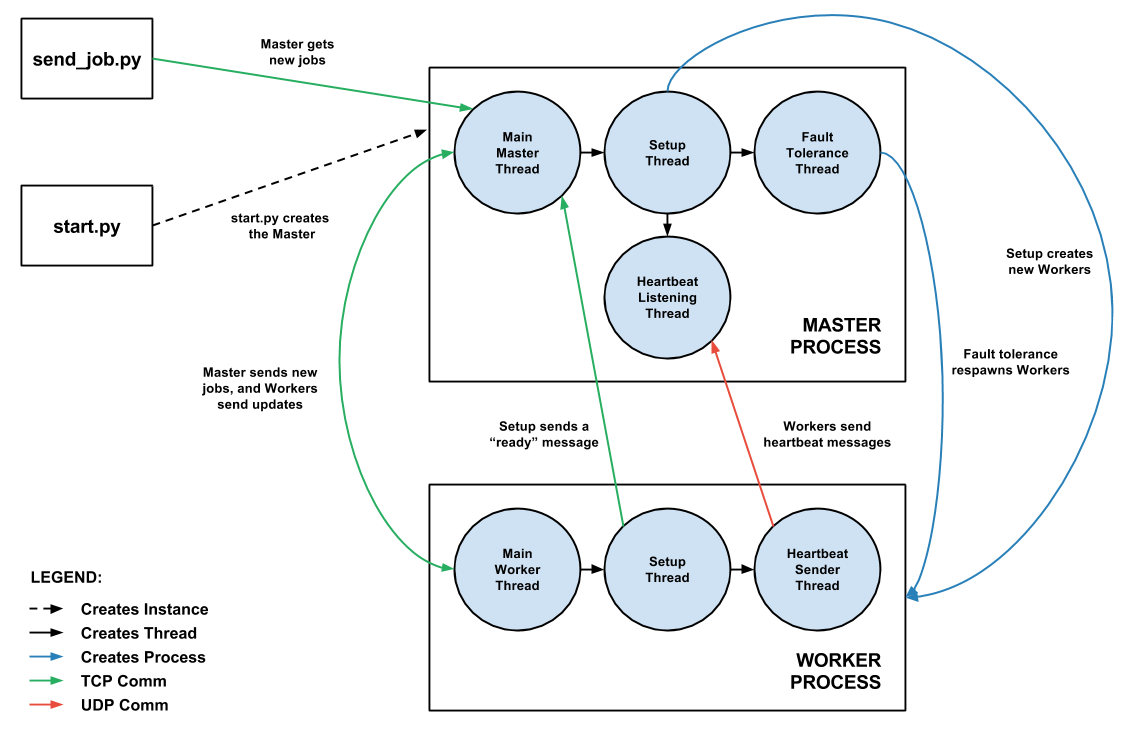 send_job.py
Master gets
new jobs
start.py
start.py creates
the Master
Main
Master
Thread
Setup
Thread
Fault
Tolerance
Thread
Heartbeat
Listening
Thread
MASTER
PROCESS
Setup creates
new Workers
Fault tolerance
respawns Workers
Master sends new
jobs, and Workers
send updates
Setup sends a
“ready” message
Workers send
heartbeat messages
Main
Worker
Thread
Setup
Thread
Heartbeat
Sender
Thread
WORKER
PROCESS
LEGEND:
Creates Instance
Creates Thread
Creates Process
TCP Comm
UDP Comm